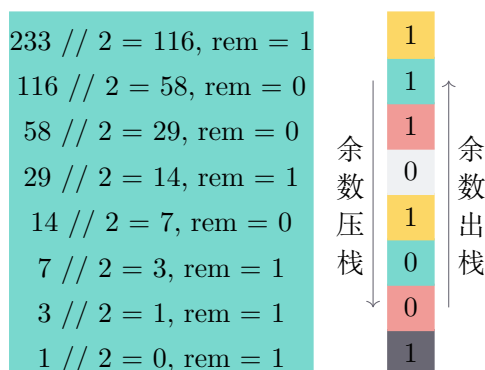 233 // 2 = 116, rem = 1
116 // 2 = 58, rem = 0
58 // 2 = 29, rem = 0
29 // 2 = 14, rem = 1
14 // 2 = 7, rem = 0
7 // 2 = 3, rem = 1
3 // 2 = 1, rem = 1
1 // 2 = 0, rem = 1
余数压栈
1
1
1
0
1
0
0
1
余数出栈